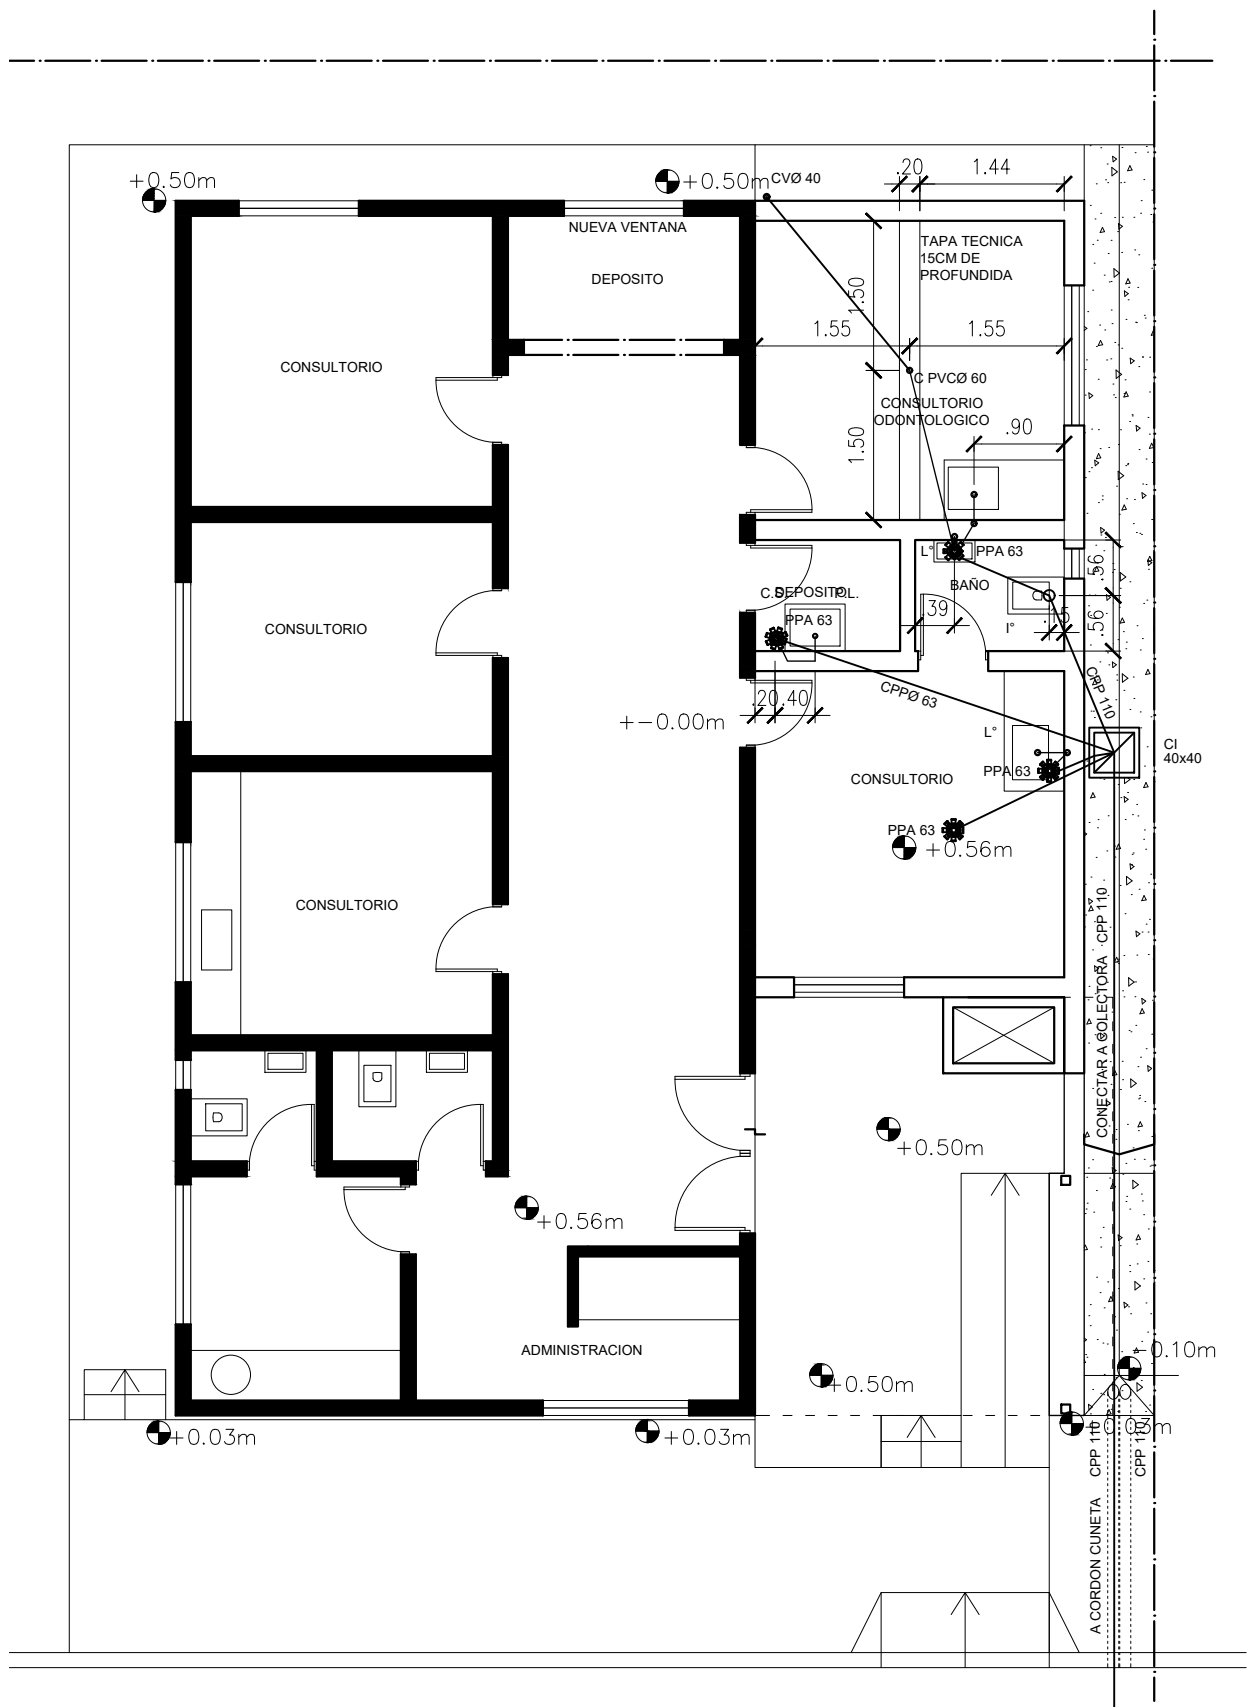 .20
1.44
+0.50m
+0.50m
CVØ 40
NUEVA VENTANA
TAPA TECNICA
15CM DE
PROFUNDIDA
DEPOSITO
1.50
1.55
1.55
CONSULTORIO
C PVCØ 60
CONSULTORIO
ODONTOLOGICO
.90
1.50
L°
PPA 63
.56
BAÑO
C.S.
DEPOSITO
P.L.
.39
.15
PPA 63
I°
.56
CONSULTORIO
CPPØ 63
CPP 110
.20
.40
+-0.00m
L°
CI
40x40
PPA 63
CONSULTORIO
PPA 63
+0.56m
CONSULTORIO
CONECTAR A COLECTORA   CPP 110
+0.50m
+0.56m
ADMINISTRACION
-0.10m
+0.50m
+0.03m
+0.03m
+0.03m
CPP 110
CPP 110
A CORDON CUNETA